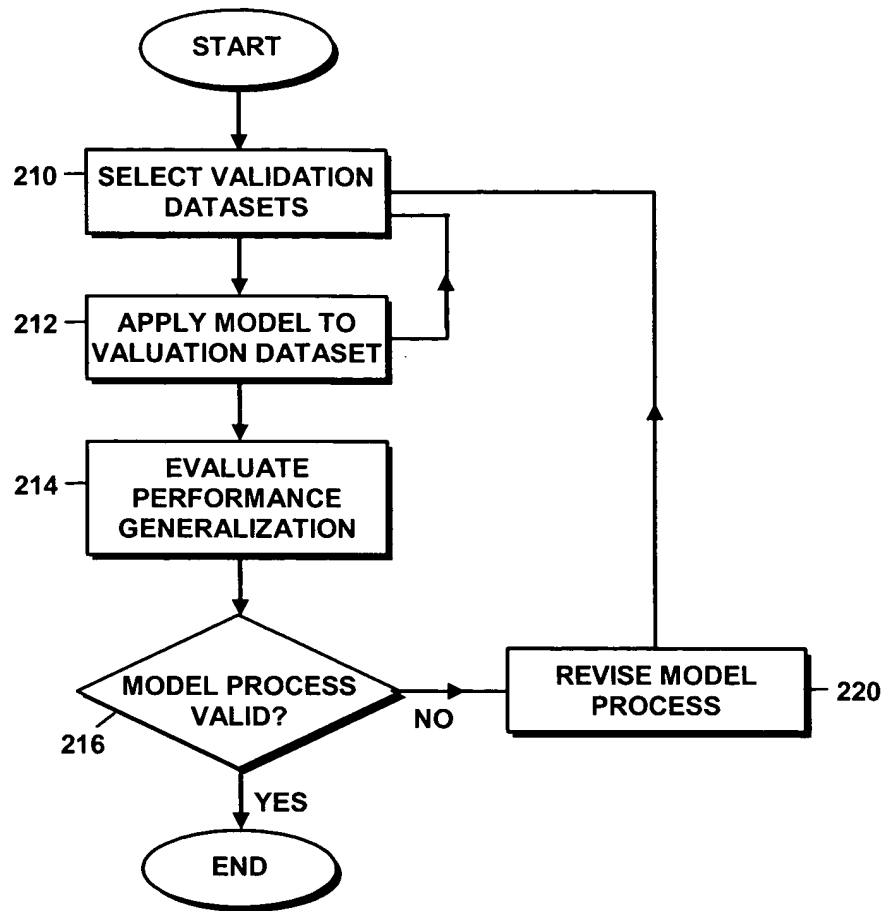 START
210
SELECT VALIDATION
DATASETS
212
APPLY MODEL TO
VALUATION DATASET
214
EVALUATE
PERFORMANCE
GENERALIZATION
MODEL PROCESS
VALID?
216
NO
REVISE MODEL
PROCESS
220
YES
END